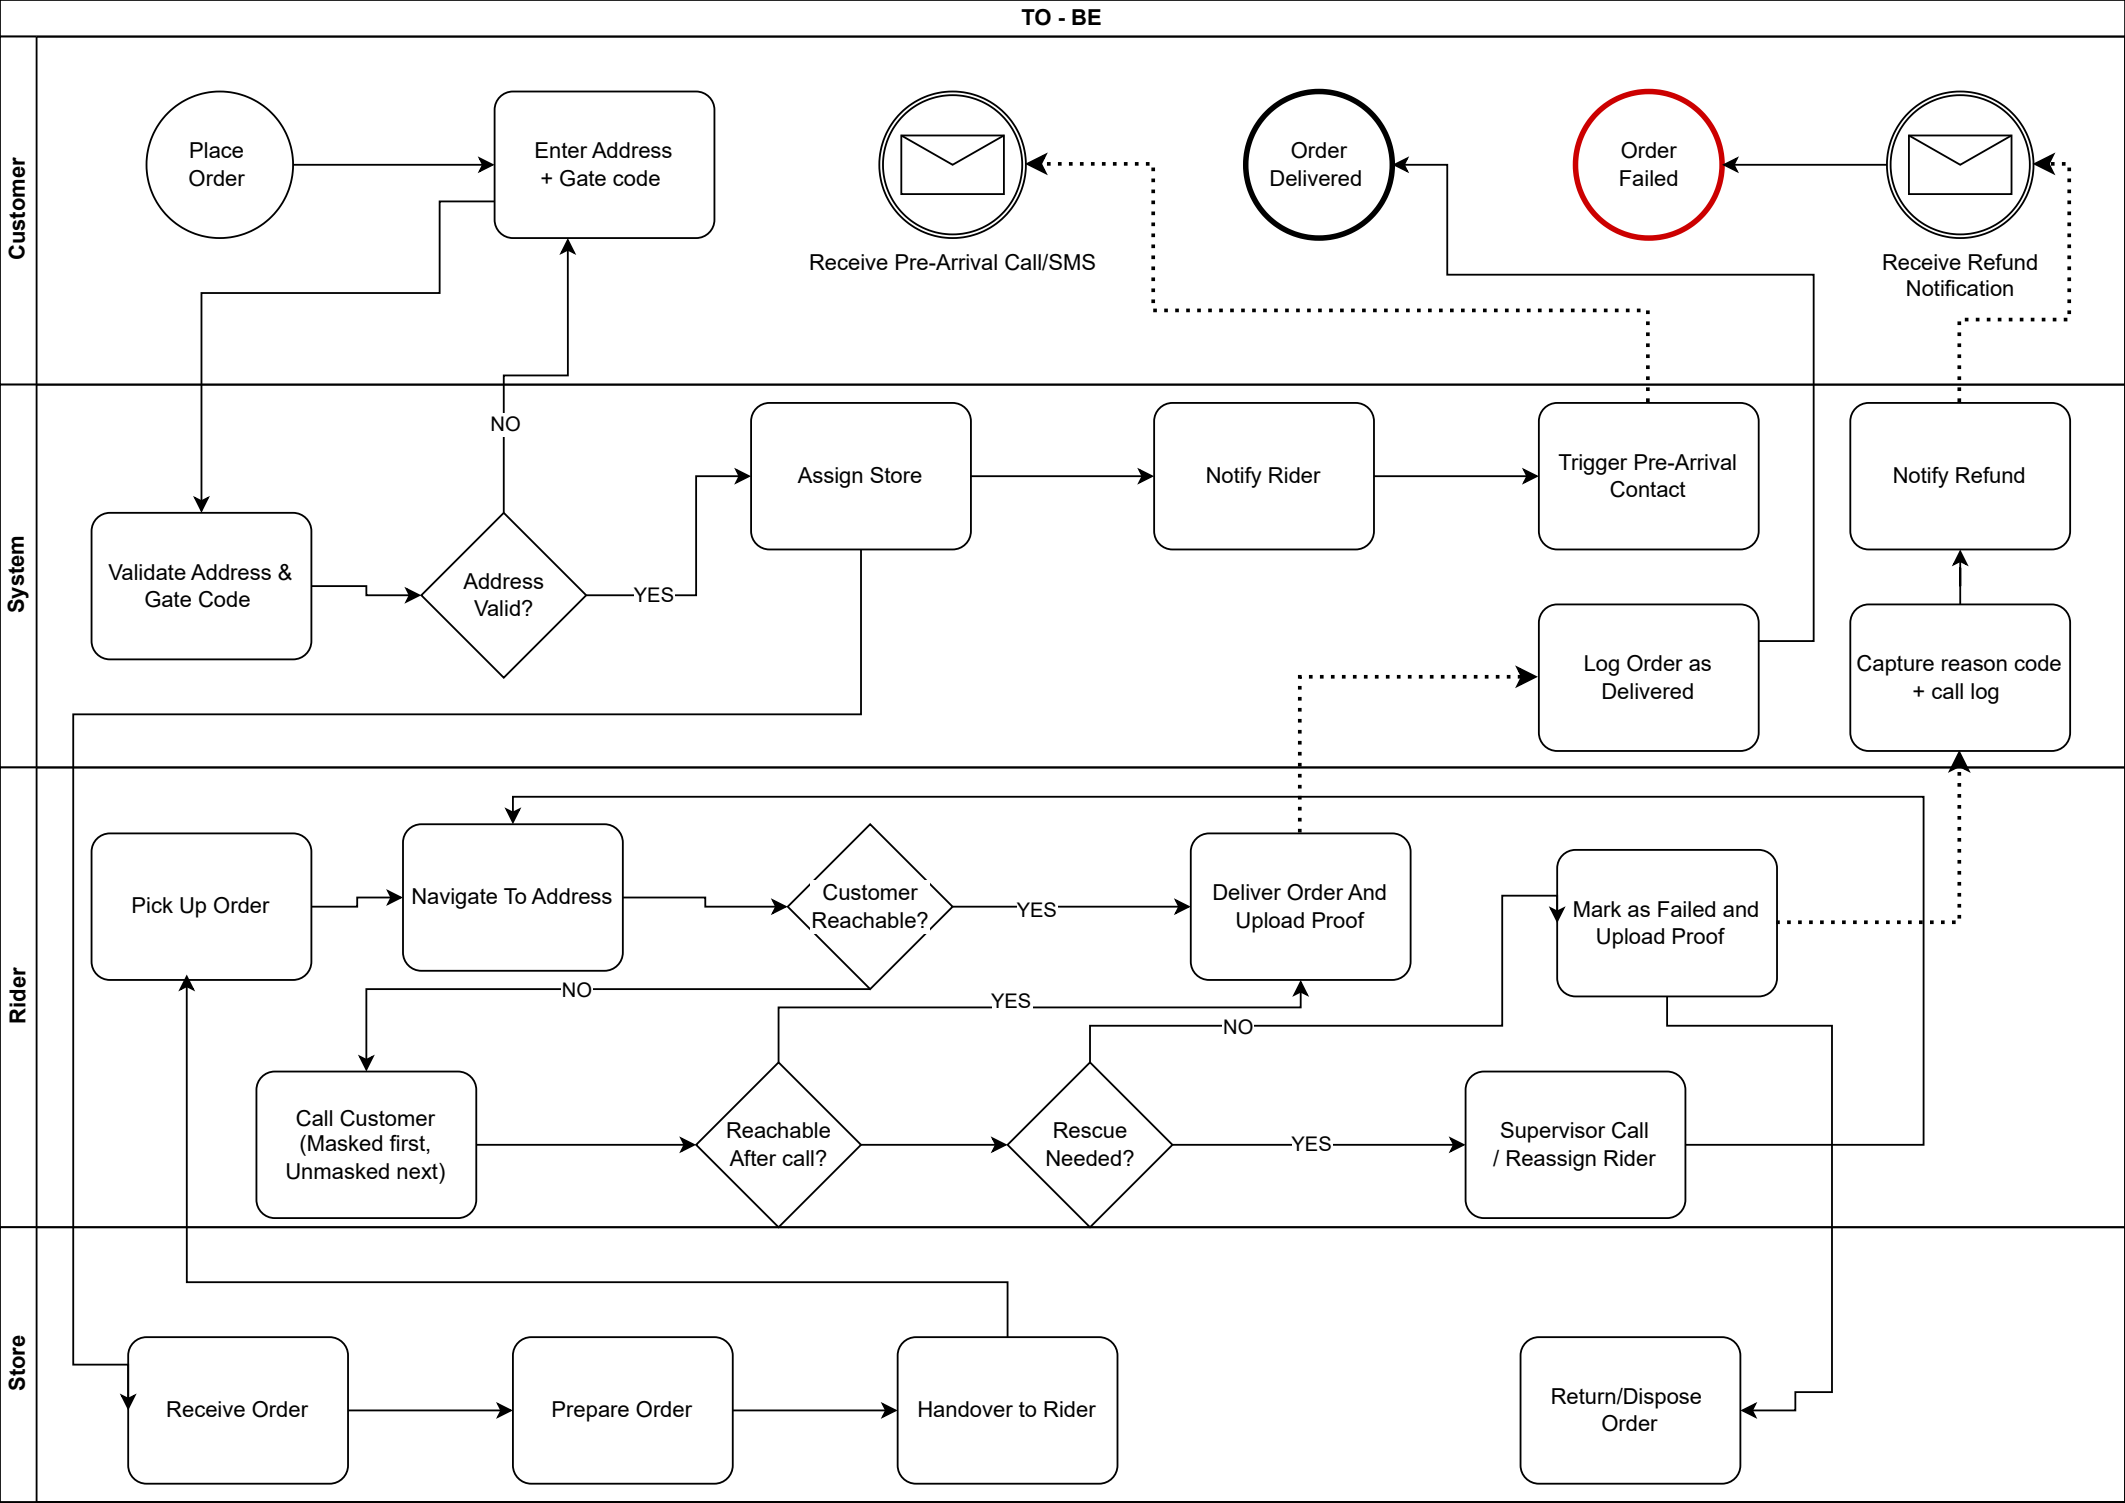 TO - BE
Customer
Place
Order
Enter Address
+ Gate code
Receive Pre-Arrival Call/SMS
Order
Delivered
Order
Failed
Receive Refund
Notification
System
NO
Validate Address &
Gate Code
Address
Valid?
YES
Assign Store
Notify Rider
Trigger Pre-Arrival
Contact
Notify Refund
Log Order as
Delivered
Capture reason code
+ call log
Rider
Pick Up Order
Navigate To Address
Customer
Reachable?
YES
Deliver Order And
Upload Proof
Mark as Failed and
Upload Proof
NO
YES
NO
Call Customer
(Masked first,
Unmasked next)
Reachable
After call?
Rescue
Needed?
YES
Supervisor Call
/ Reassign Rider
Store
Receive Order
Prepare Order
Handover to Rider
Return/Dispose
Order